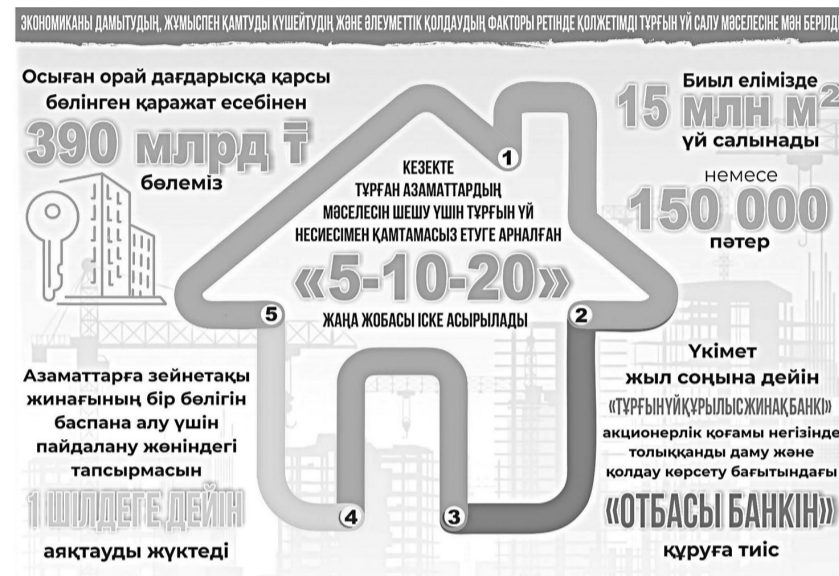 ЭКОНОМИКАНЫ ДАМЫТУДЫҢ, ЖҰМЫСПЕН ҚАМТУДЫ КҮШЕЙТУДІҢ ЖӘНЕ ӘЛЕУМЕТТІК ҚОЛДАУДЫҢ ФАКТОРЫ РЕТІНДЕ ҚОЛЖЕТІМДІ ТҰРҒЫН ҮЙ САЛУ МӘСЕЛЕСІНЕ МӘН БЕРІЛД
Осыған орай дағдарысқа қарсы
бөлінген қаражат есебінен
390 млрд ₸
бөлеміз
Биыл елімізде
15 МЛН М²
үй салынады
немесе
150 000
пәтер
1
КЕЗЕКТЕ
ТҰРҒАН АЗАМАТТАРДЫҢ
МӘСЕЛЕСІН ШЕШУ ҮШІН ТҰРҒЫН ҮЙ
НЕСИЕСІМЕН ҚАМТАМАСЫЗ ЕТУГЕ АРНАЛҒАН
«5-10-20»
ЖАҢА ЖОБАСЫ ІСКЕ АСЫРЫЛАДЫ
5
2
Азаматтарға зейнетақы
жинағының бір бөлігін
баспана алу үшін
пайдалану жөніндегі
тапсырмасын
1 ШІЛДЕГЕ ДЕЙІН
аяқтауды жүктеді
4
3
Үкімет
жыл соңына дейін
«ТҰРҒЫНҮЙҚҰРЫЛЫСЖИНАҚБАНКІ»
акционерлік қоғамы негізінде
толыққанды даму және
қолдау көрсету бағытындағы
«ОТБАСЫ БАНКІН»
құруға тиіс